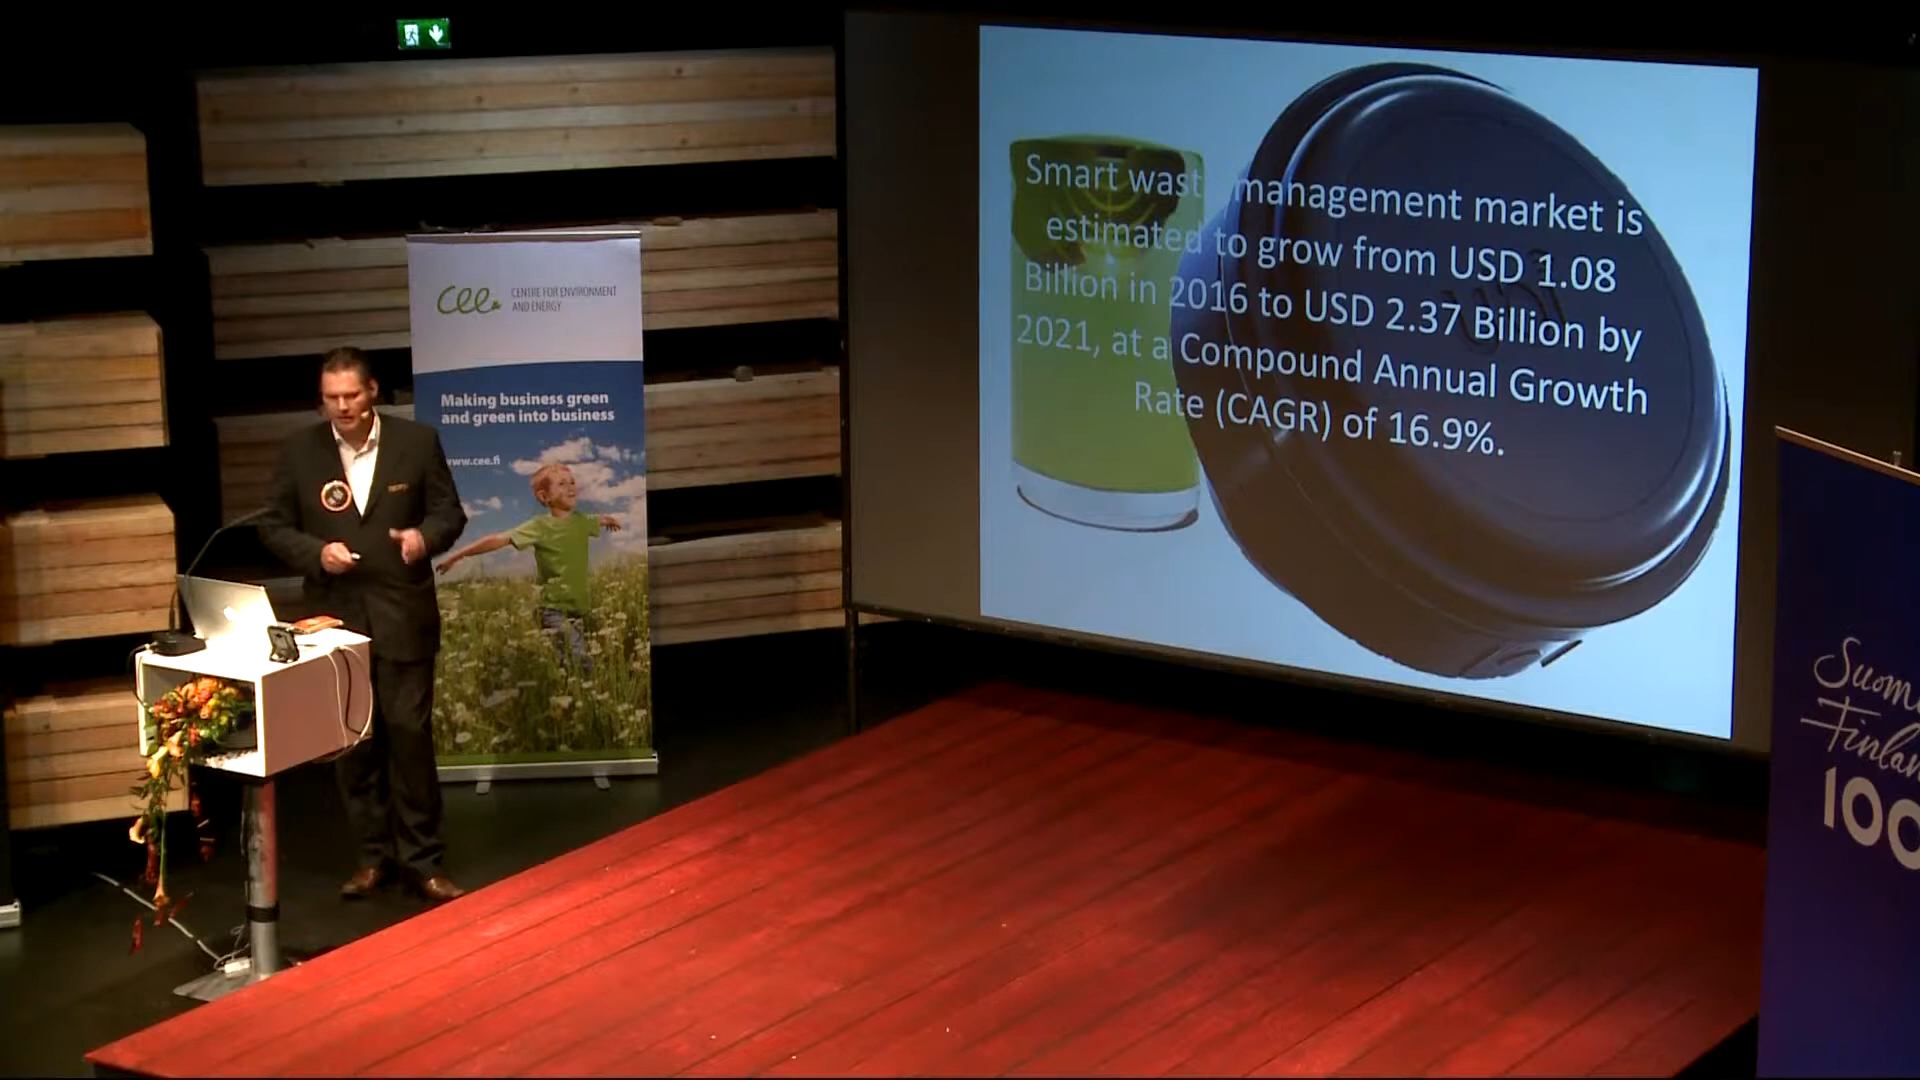 cee
CENTRE FOR ENVIRONMENT
AND ENERGY
Making business green
and green into business
www.cee.fi
Smart wast management market is
estimated to grow from USD 1.08
Billion in 2016 to USD 2.37 Billion by
2021, at a Compound Annual Growth
Rate (CAGR) of 16.9%.
Suomi
Finlan
100